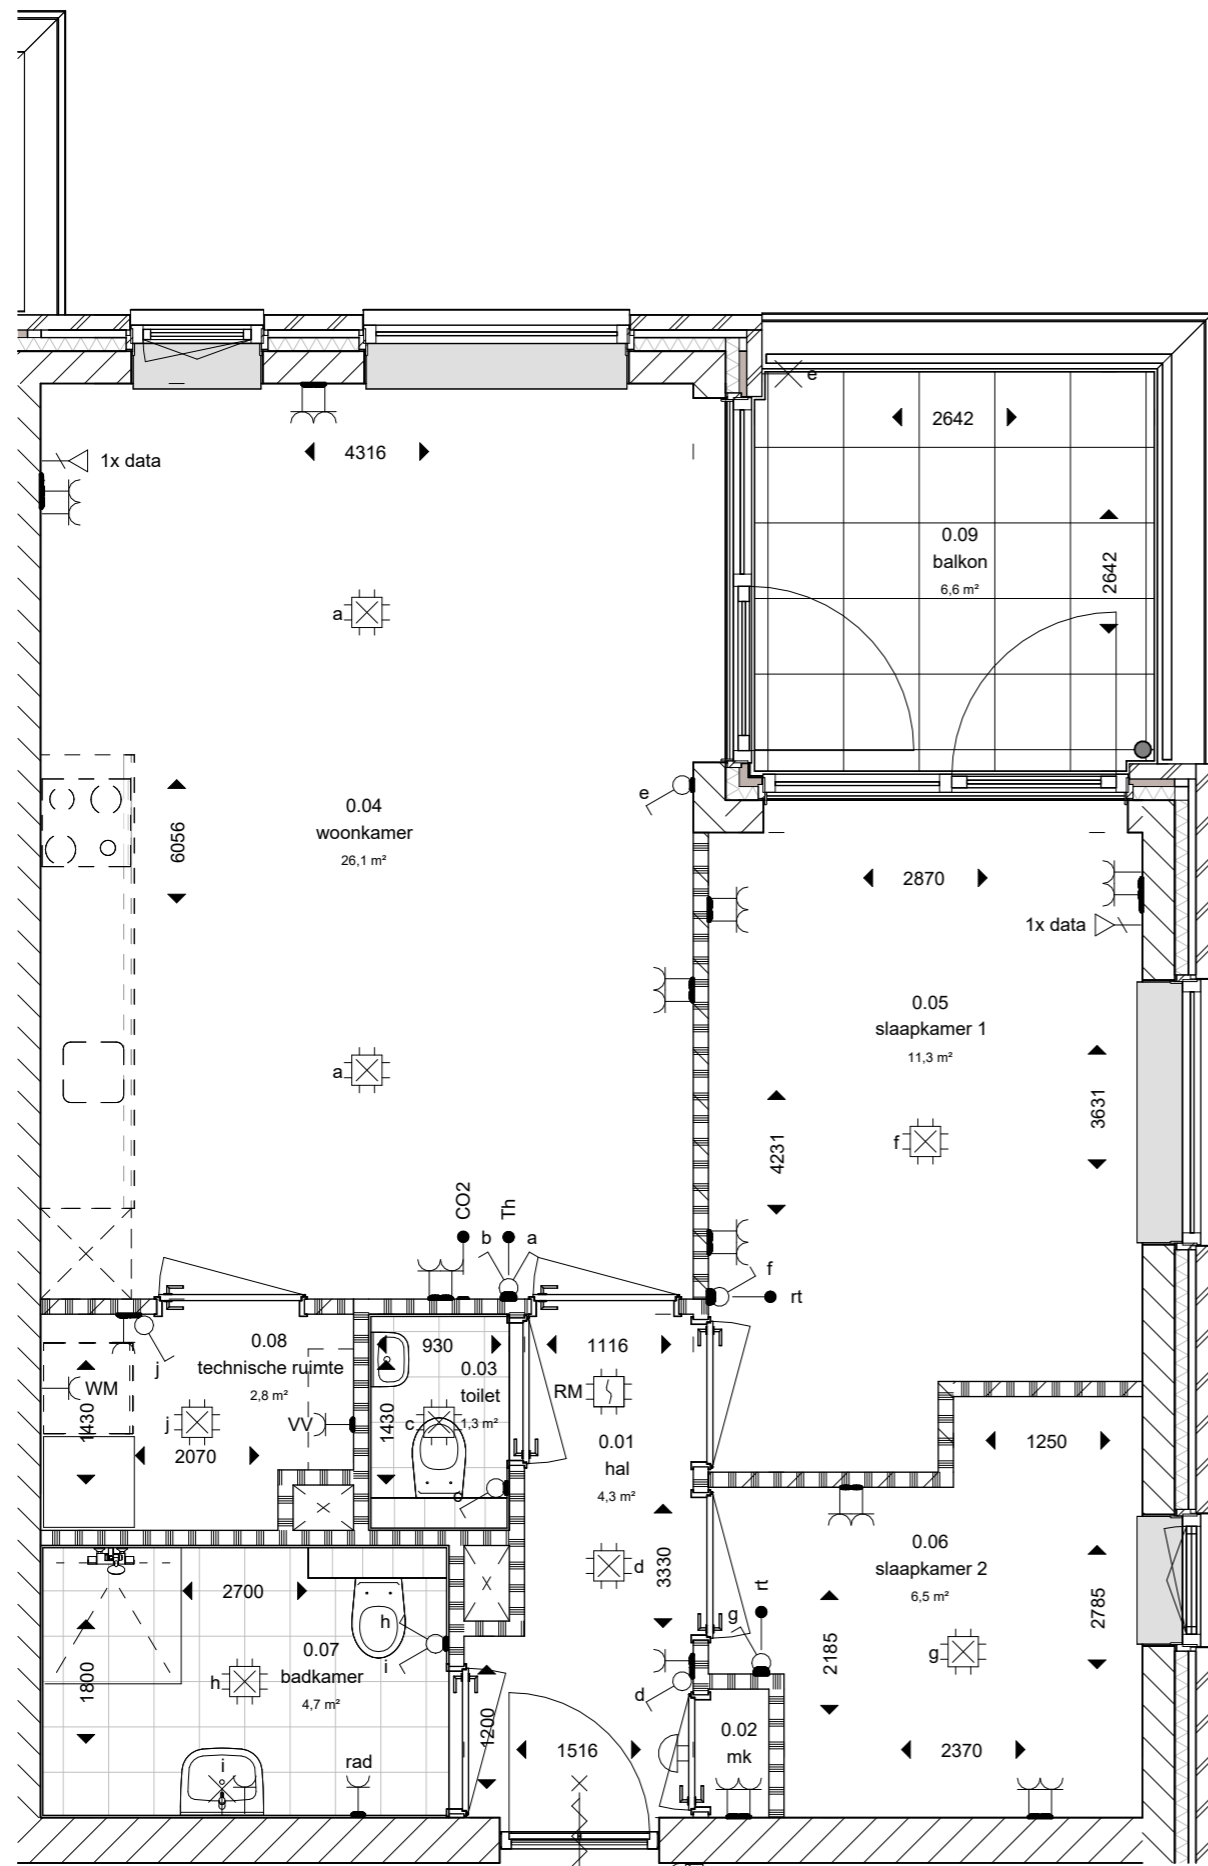 e
2642
4316
1x data
0.09
balkon
6,6 m²
2642
a
e
0.04
woonkamer
26,1 m²
6056
2870
1x data
0.05
slaapkamer 1
11,3 m²
a
3631
f
4231
CO2
Th
b
a
f
rt
0.08
technische ruimte
2,8 m²
j
WM
1430
j
VV
2070
930
0.03
toilet
1,3 m²
c
1430
c
1116
RM
0.01
hal
4,3 m²
1250
d
3330
0.06
slaapkamer 2
6,5 m²
2785
rt
g
g
2185
2700
h
i
0.07
badkamer
4,7 m²
h
1800
d
1200
0.02
mk
1516
2370
i
rad